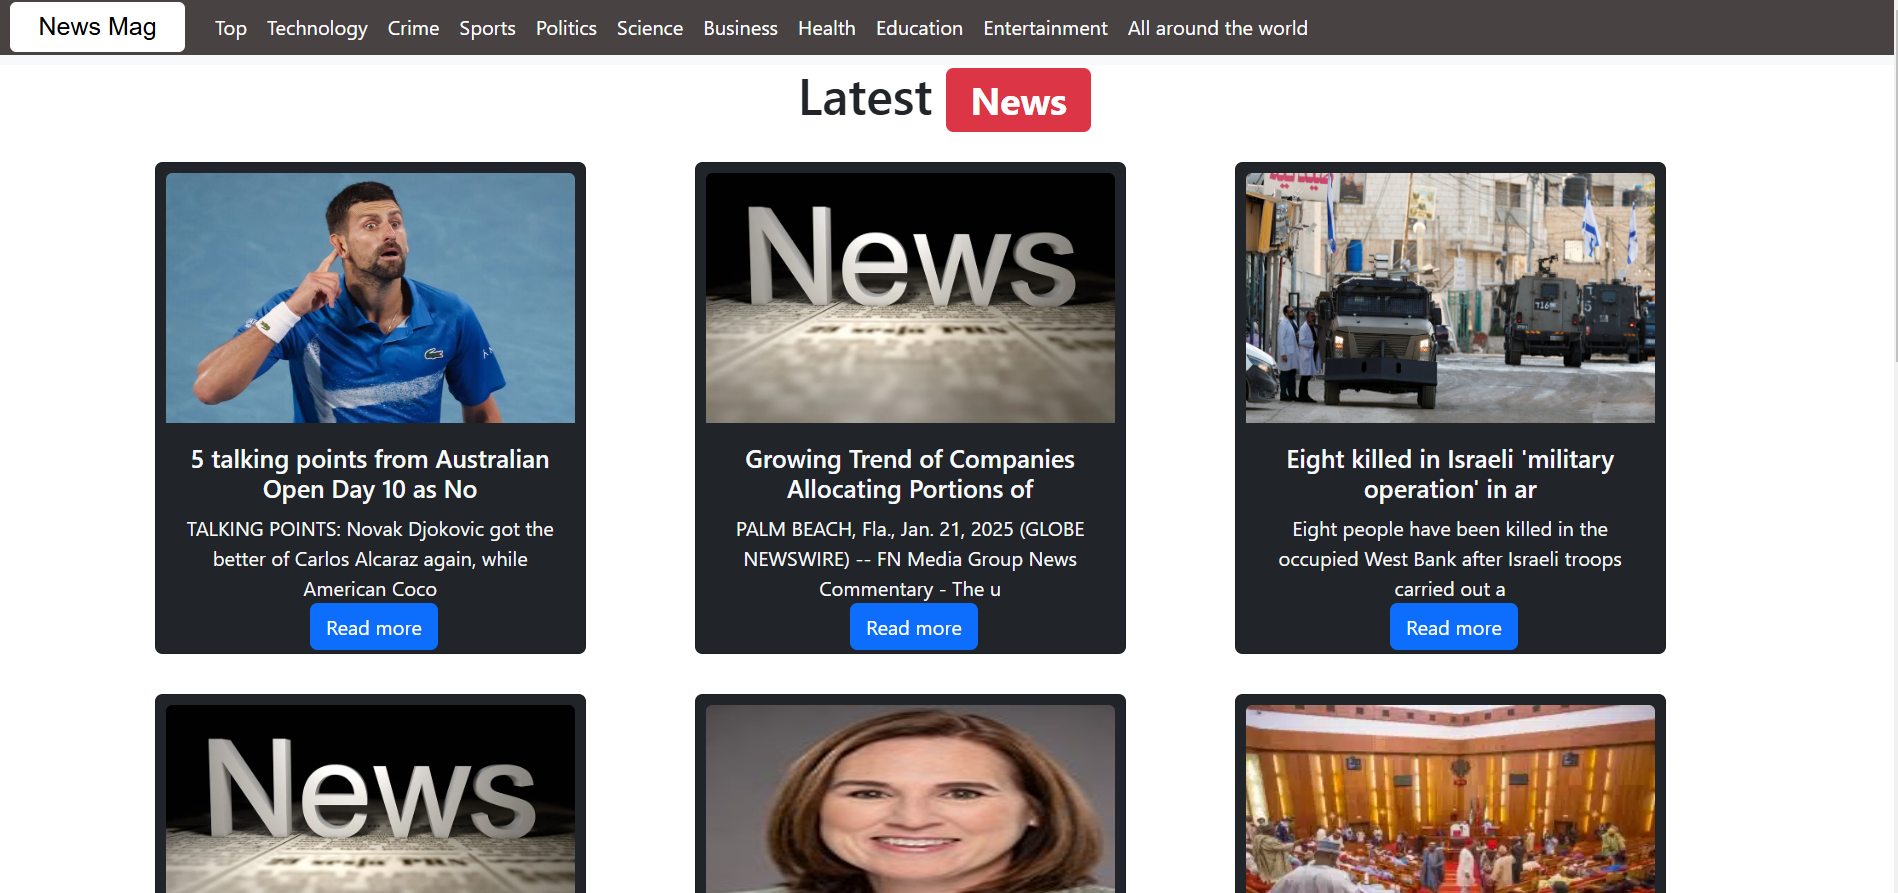 News Mag
Top Technology Crime Sports Politics Science Business Health Education Entertainment All around the world
Latest News
News
5 talking points from Australian
Open Day 10 as No
TALKING POINTS: Novak Djokovic got the
better of Carlos Alcaraz again, while
American Coco
Read more
Growing Trend of Companies
Allocating Portions of
PALM BEACH, Fla., Jan. 21, 2025 (GLOBE
NEWSWIRE) -- FN Media Group News
Commentary - The u
Read more
716
Eight killed in Israeli 'military
operation' in ar
Eight people have been killed in the
occupied West Bank after Israeli troops
carried out a
Read more
News